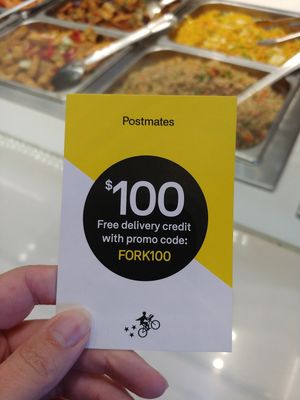 Postmates
$100
Free delivery credit
with promo code:
FORK100